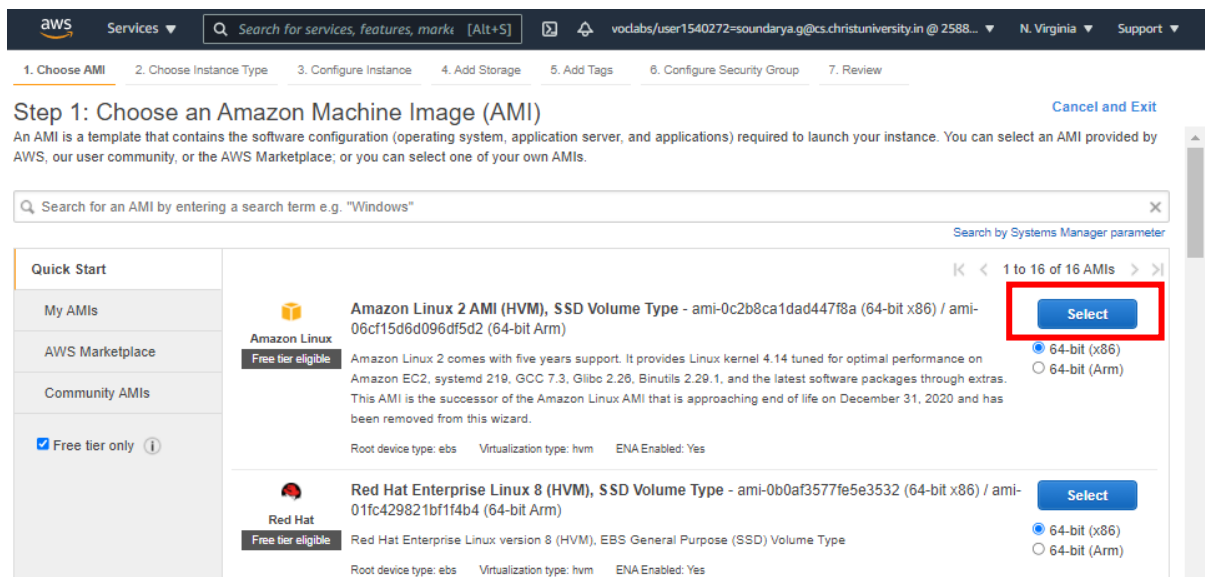 aws Services ▼ Search for services, features, marke [Alt+S] voclabs/user1540272=soundarya.g@cs.christuniversity.in @ 2588... ▼ N. Virginia ▼ Support ▼
1. Choose AMI 2. Choose Instance Type 3. Configure Instance 4. Add Storage 5. Add Tags 6. Configure Security Group 7. Review
Step 1: Choose an Amazon Machine Image (AMI)
Cancel and Exit
An AMI is a template that contains the software configuration (operating system, application server, and applications) required to launch your instance. You can select an AMI provided by
AWS, our user community, or the AWS Marketplace; or you can select one of your own AMIs.
Search for an AMI by entering a search term e.g. "Windows"
Search by Systems Manager parameter
Quick Start
My AMIs
AWS Marketplace
Community AMIs
Free tier only
1 to 16 of 16 AMIs
Amazon Linux
Free tier eligible
Amazon Linux 2 AMI (HVM), SSD Volume Type - ami-0c2b8ca1dad447f8a (64-bit x86) / ami-
06cf15d6d096df5d2 (64-bit Arm)
Amazon Linux 2 comes with five years support. It provides Linux kernel 4.14 tuned for optimal performance on
Amazon EC2, systemd 219, GCC 7.3, Glibc 2.26, Binutils 2.29.1, and the latest software packages through extras.
This AMI is the successor of the Amazon Linux AMI that is approaching end of life on December 31, 2020 and has
been removed from this wizard.
Root device type: ebs Virtualization type: hvm ENA Enabled: Yes
Select
64-bit (x86)
64-bit (Arm)
Red Hat
Free tier eligible
Red Hat Enterprise Linux 8 (HVM), SSD Volume Type - ami-0b0af3577fe5e3532 (64-bit x86) / ami-
01fc429821bf1f4b4 (64-bit Arm)
Red Hat Enterprise Linux version 8 (HVM), EBS General Purpose (SSD) Volume Type
Root device type: ebs Virtualization type: hvm ENA Enabled: Yes
Select
64-bit (x86)
64-bit (Arm)